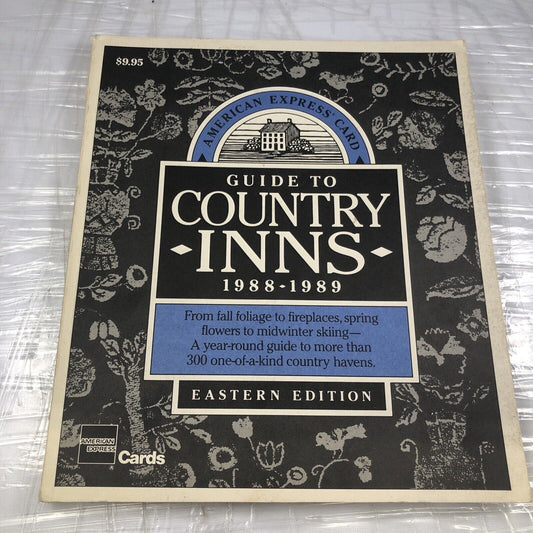 $9.95
AMERICAN EXPRESS® CARD
GUIDE TO
COUNTRY
INNS
1988-1989
From fall foliage to fireplaces, spring
flowers to midwinter skiing—
A year-round guide to more than
300 one-of-a-kind country havens.
EASTERN EDITION
AMERICAN
EXPRESS
®
Cards